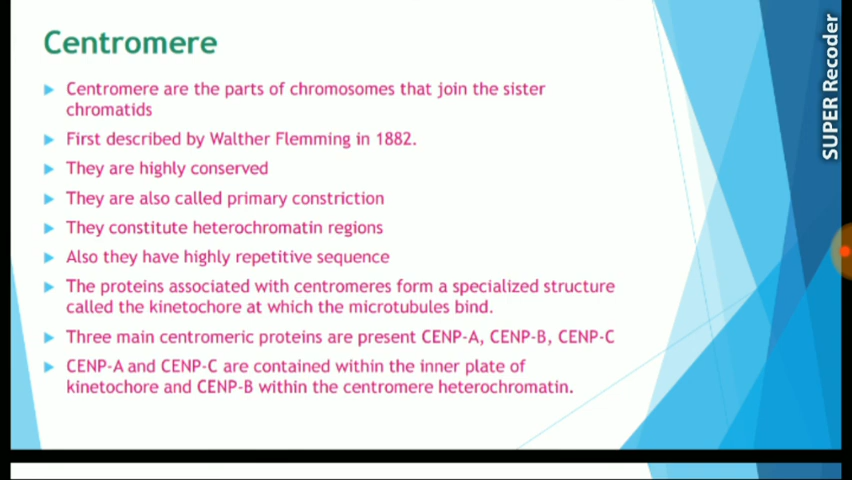 Centromere
Centromere are the parts of chromosomes that join the sister
chromatids
First described by Walther Flemming in 1882.
They are highly conserved
They are also called primary constriction
They constitute heterochromatin regions
Also they have highly repetitive sequence
The proteins associated with centromeres form a specialized structure
called the kinetochore at which the microtubules bind.
Three main centromeric proteins are present CENP-A, CENP-B, CENP-C
CENP-A and CENP-C are contained within the inner plate of
kinetochore and CENP-B within the centromere heterochromatin.
SUPER Recoder